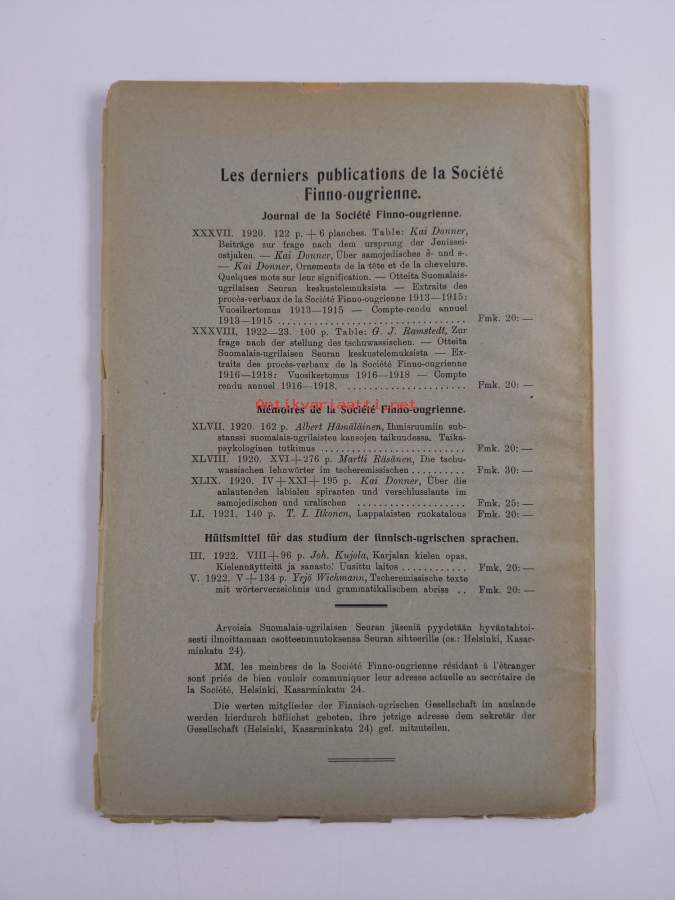 Les derniers publications de la Société
Finno-ougrienne.
Journal de la Société Finno-ougrienne.
XXXVII. 1920. 122 p. + 6 planches. Table: Kai Donner,
Beiträge zur frage nach dem ursprung der Jenissei-
ostjaken. — Kai Donner, Über samojedisches š- und s-.
— Kai Donner, Ornements de la tête et de la chevelure.
Quelques mots sur leur signification. — Otteita Suomalais-
ugrilaisen Seuran keskustelemuksista — Extraits des
procès-verbaux de la Société Finno-ougrienne 1913—1915:
Vuosikertomus 1913—1915 — Compte-rendu annuel
1913—1915 .................................... Fmk. 20: —
XXXVIII, 1922—23. 100 p. Table: G. J. Ramstedt, Zur
frage nach der stellung des tschuwassischen. — Otteita
Suomalais-ugrilaisen Seuran keskustelemuksista — Ex-
traits des procès-verbaux de la Société Finno-ougrienne
1916—1918: Vuosikertomus 1916—1918 — Compte
rendu annuel 1916—1918. ...................... Fmk. 20: —
Antikvariaatti.net
Mémoires de la Société Finno-ougrienne.
XLVII. 1920. 162 p. Albert Hämäläinen, Ihmisruumiin sub-
stanssi suomalais-ugrilaisten kansojen taikuudessa. Taika-
psykologinen tutkimus ........................... Fmk. 20: —
XLVIII. 1920. XVI+276 p. Martti Räsänen, Die tschu-
wassischen lehnwörter im tscheremissischen .......... Fmk. 30: —
XLIX. 1920. IV+XXI+195 p. Kai Donner, Über die
anlautenden labialen spiranten und verschlusslaute im
samojedischen und uralischen .................... Fmk. 25: —
LI. 1921. 140 p. T. I. Itkonen, Lappalaisten ruokatalous Fmk. 20: —
Hülfsmittel für das studium der finnisch-ugrischen sprachen.
III. 1922. VIII+96 p. Joh. Kujola, Karjalan kielen opas.
Kielennäytteitä ja sanasto. Uusittu laitos ............ Fmk. 20: —
V. 1922. V+134 p. Yrjö Wichmann, Tscheremissische texte
mit wörterverzeichnis und grammatikalischem abriss .. Fmk. 20: —
Arvoisia Suomalais-ugrilaisen Seuran jäseniä pyydetään hyväntahtoi-
sesti ilmoittamaan osotteenmuutoksensa Seuran sihteerille (os.: Helsinki, Kasar-
minkatu 24).
MM. les membres de la Société Finno-ougrienne résidant à l'étranger
sont priés de bien vouloir communiquer leur adresse actuelle au secrétaire de
la Société, Helsinki, Kasarminkatu 24.
Die werten mitglieder der Finnisch-ugrischen Gesellschaft im auslande
werden hierdurch höflichst gebeten, ihre jetzige adresse dem sekretär der
Gesellschaft (Helsinki, Kasarminkatu 24) gef. mitzuteilen.